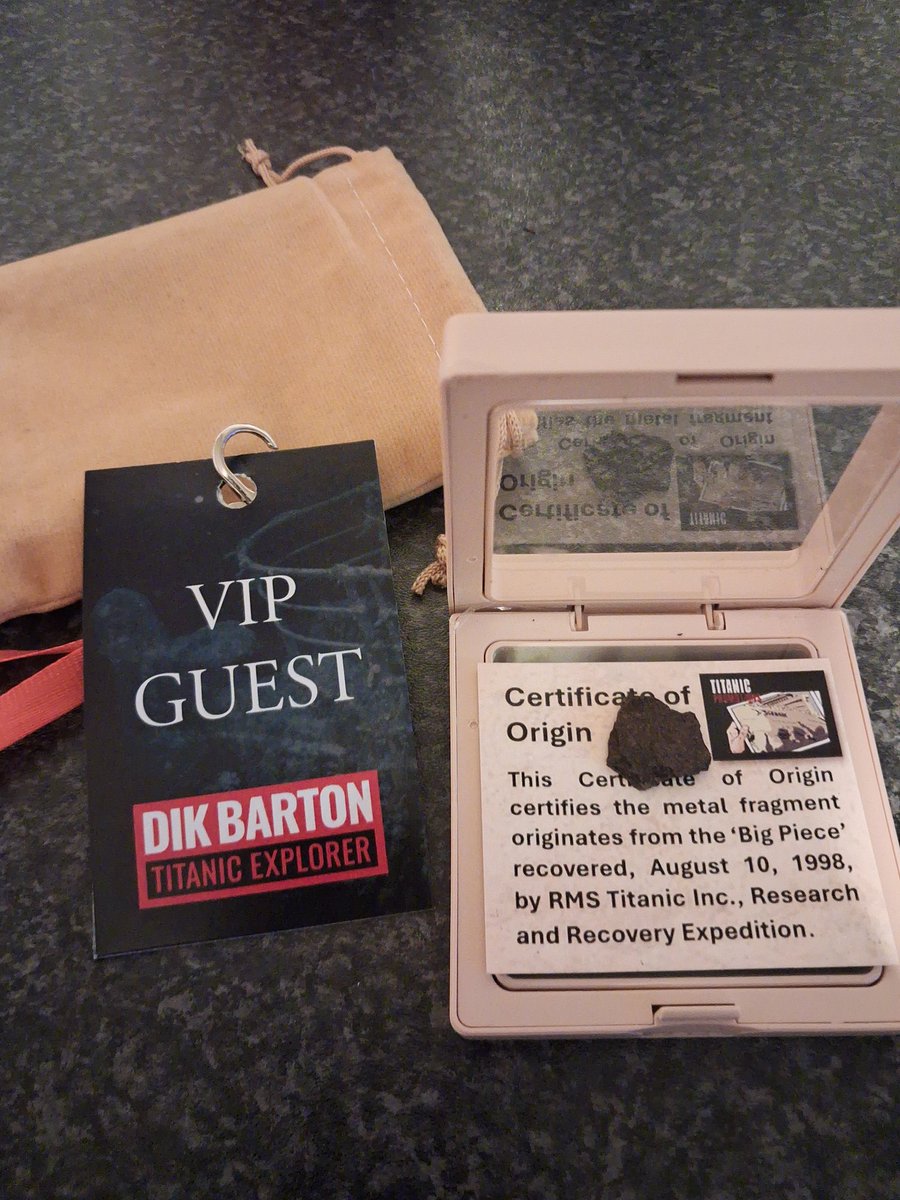 VIP
GUEST
DIK BARTON
TITANIC EXPLORER
Certificate of
Origin
TITANIC
This Certificate of Origin
certifies the metal fragment
originates from the ‘Big Piece’
recovered, August 10, 1998,
by RMS Titanic Inc., Research
and Recovery Expedition.